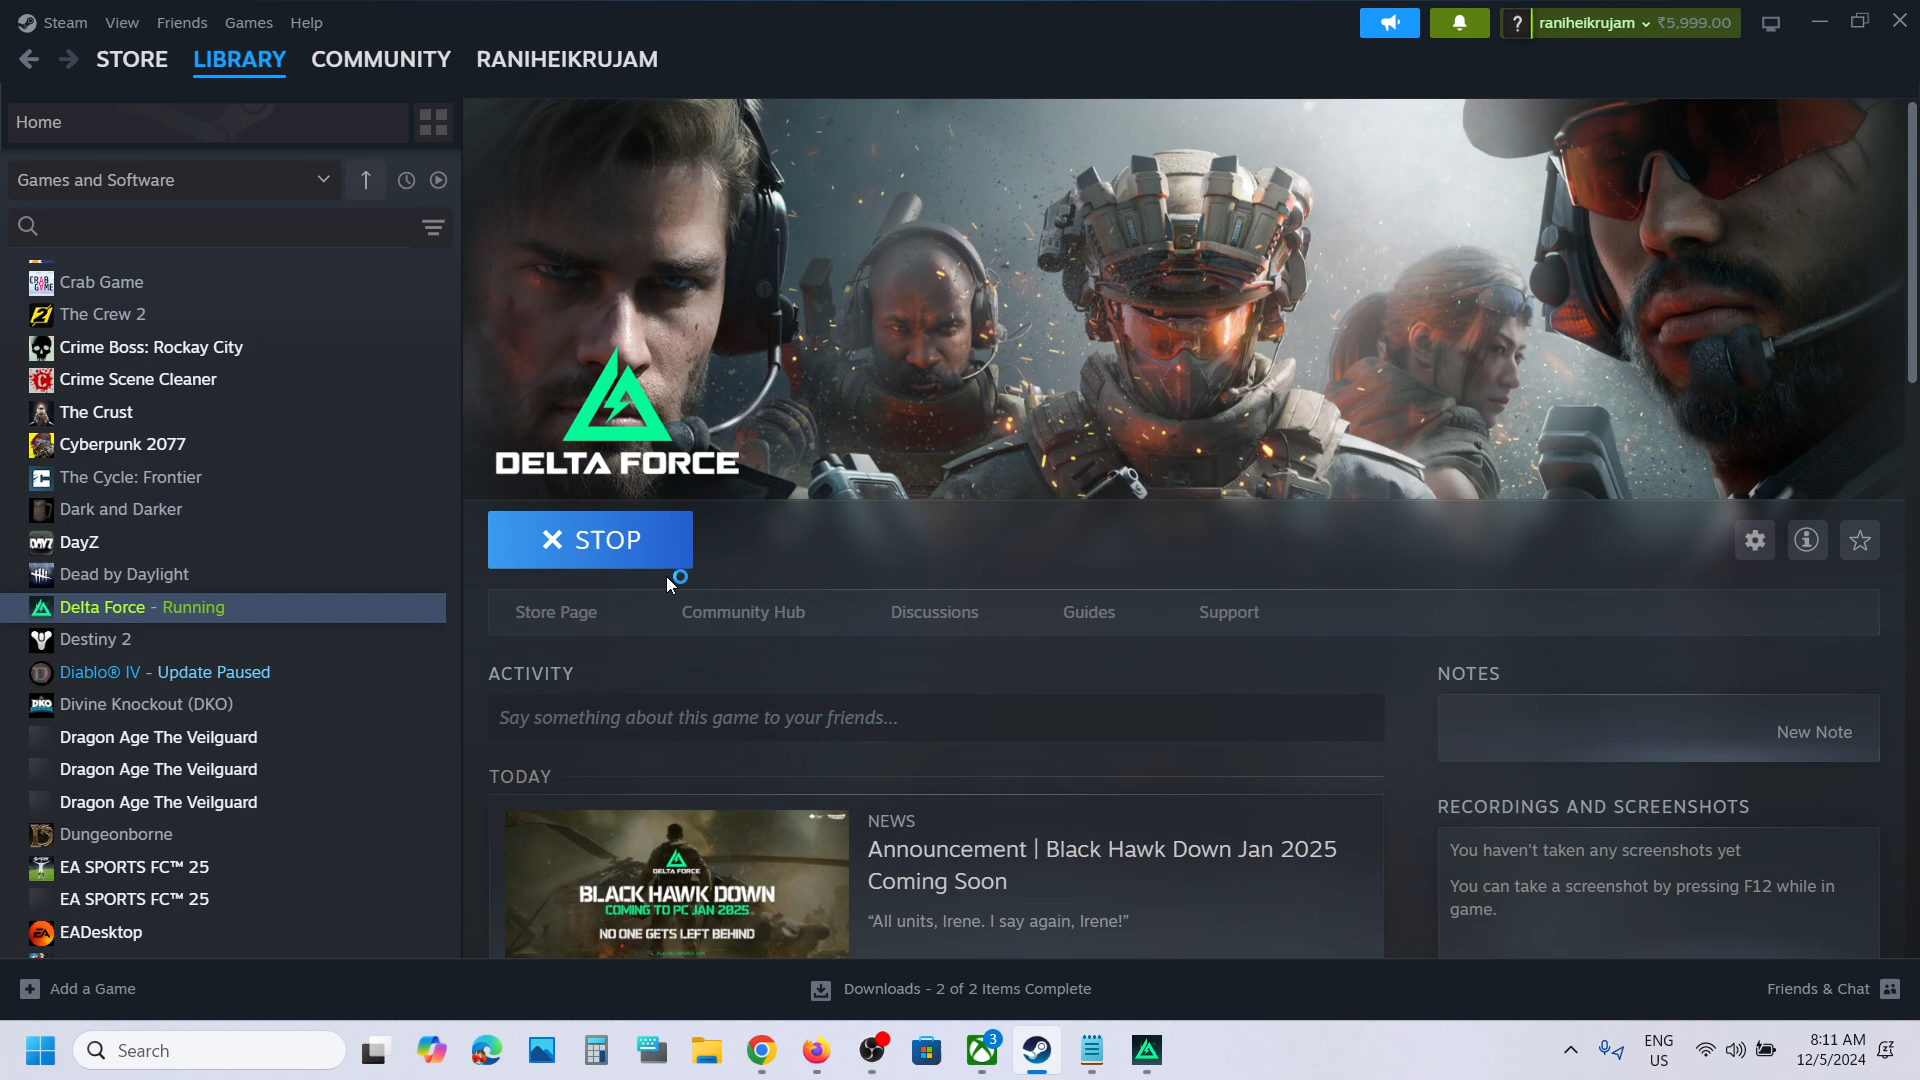 Steam View Friends Games Help
? raniheikrujam ₹5,999.00
STORE LIBRARY COMMUNITY RANIHEIKRUJAM
Home
Games and Software
CRAB GAME Crab Game
The Crew 2
Crime Boss: Rockay City
Crime Scene Cleaner
The Crust
Cyberpunk 2077
The Cycle: Frontier
Dark and Darker
DAYZ DayZ
Dead by Daylight
Delta Force - Running
Destiny 2
Diablo® IV - Update Paused
DKO Divine Knockout (DKO)
Dragon Age The Veilguard
Dragon Age The Veilguard
Dragon Age The Veilguard
Dungeonborne
EA SPORTS FC™ 25
EA SPORTS FC™ 25
EA EADesktop
DELTA FORCE
STOP
Store Page Community Hub Discussions Guides Support
ACTIVITY
Say something about this game to your friends...
TODAY
DELTA FORCE
BLACK HAWK DOWN
COMING TO PC JAN 2025
NO ONE GETS LEFT BEHIND
NEWS
Announcement | Black Hawk Down Jan 2025
Coming Soon
“All units, Irene. I say again, Irene!”
NOTES
New Note
RECORDINGS AND SCREENSHOTS
You haven't taken any screenshots yet
You can take a screenshot by pressing F12 while in
game.
Add a Game
Downloads - 2 of 2 Items Complete
Friends & Chat
Search
3
ENG
US
8:11 AM
12/5/2024